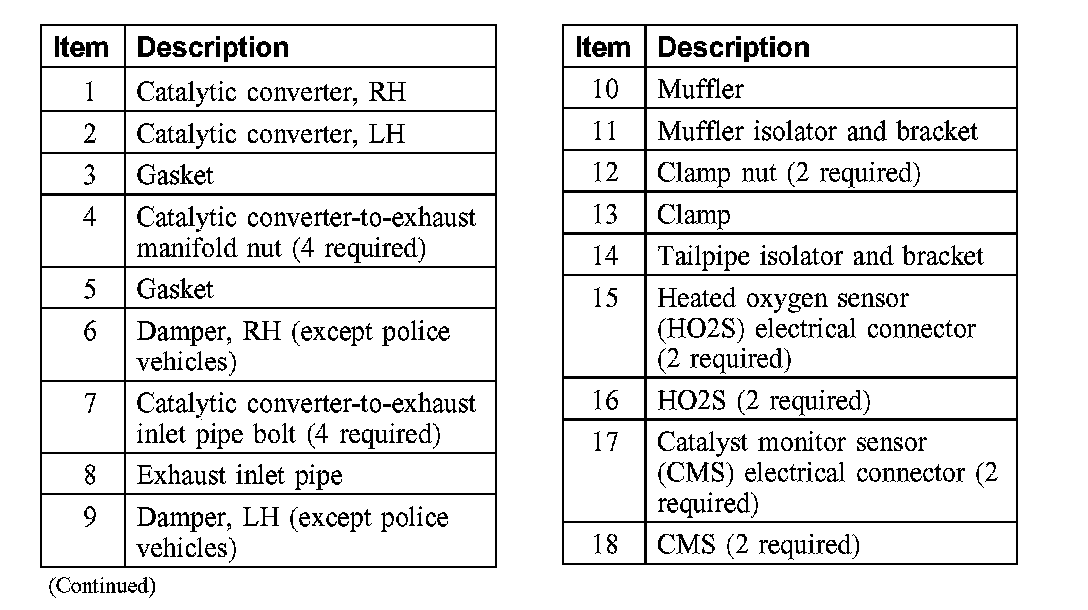 Item Description
1 Catalytic converter, RH
2 Catalytic converter, LH
3 Gasket
4 Catalytic converter-to-exhaust
manifold nut (4 required)
5 Gasket
6 Damper, RH (except police
vehicles)
7 Catalytic converter-to-exhaust
inlet pipe bolt (4 required)
8 Exhaust inlet pipe
9 Damper, LH (except police
vehicles)
(Continued)
Item Description
10 Muffler
11 Muffler isolator and bracket
12 Clamp nut (2 required)
13 Clamp
14 Tailpipe isolator and bracket
15 Heated oxygen sensor
(HO2S) electrical connector
(2 required)
16 HO2S (2 required)
17 Catalyst monitor sensor
(CMS) electrical connector (2
required)
18 CMS (2 required)